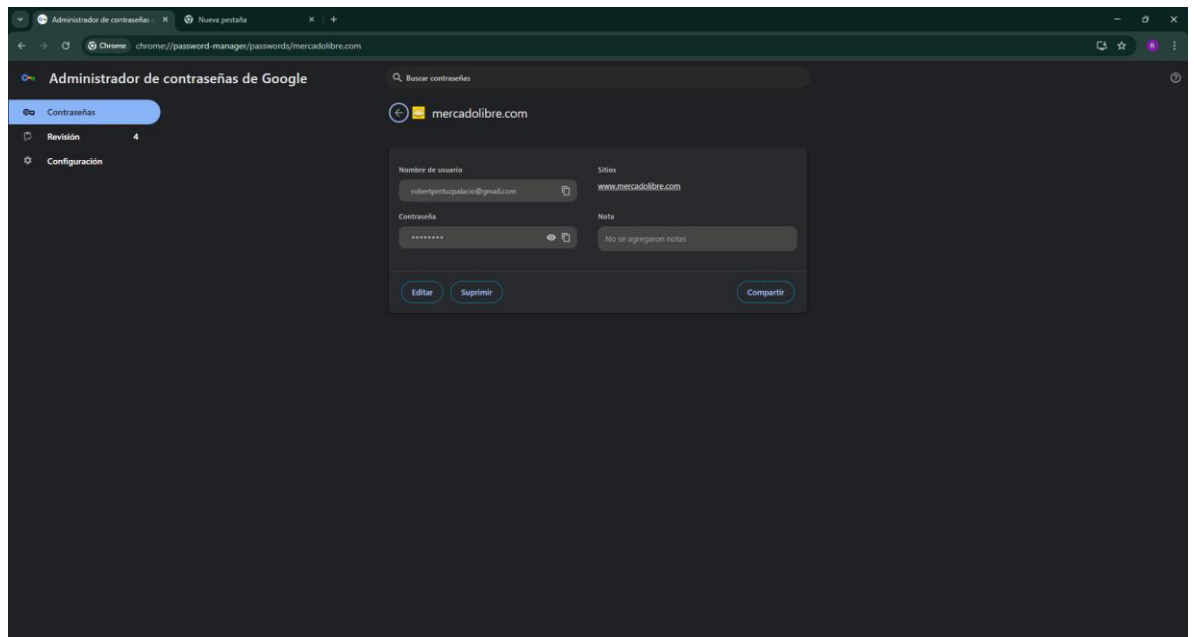 Administrador de contraseñas
Nueva pestaña
Chrome chrome://password-manager/passwords/mercadolibre.com
Administrador de contraseñas de Google
Buscar contraseñas
Contraseñas
mercadolibre.com
Revisión 4
Configuración
Nombre de usuario
Sitios
robertpertuzpalacio@gmail.com
www.mercadolibre.com
Contraseña
Nota
••••••••
No se agregaron notas
Editar
Suprimir
Compartir